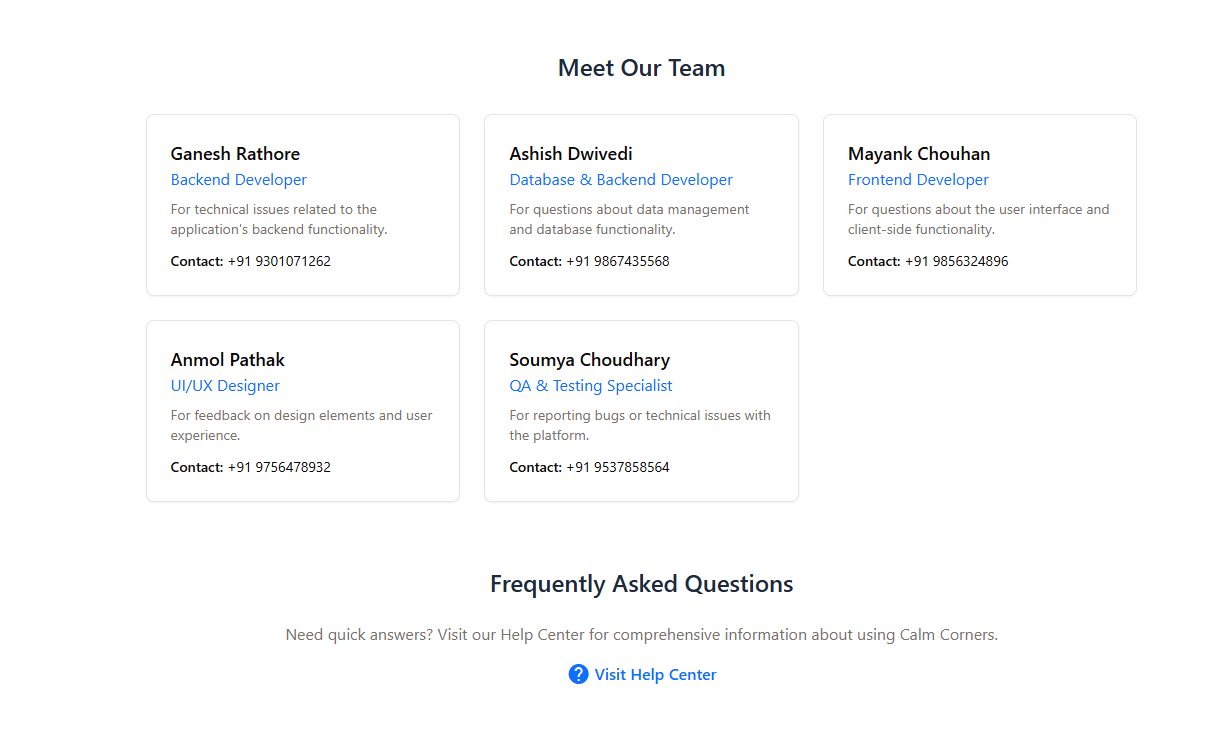 Meet Our Team
Ganesh Rathore
Backend Developer
For technical issues related to the
application's backend functionality.
Contact: +91 9301071262
Ashish Dwivedi
Database & Backend Developer
For questions about data management
and database functionality.
Contact: +91 9867435568
Mayank Chouhan
Frontend Developer
For questions about the user interface and
client-side functionality.
Contact: +91 9856324896
Anmol Pathak
UI/UX Designer
For feedback on design elements and user
experience.
Contact: +91 9756478932
Soumya Choudhary
QA & Testing Specialist
For reporting bugs or technical issues with
the platform.
Contact: +91 9537858564
Frequently Asked Questions
Need quick answers? Visit our Help Center for comprehensive information about using Calm Corners.
? Visit Help Center